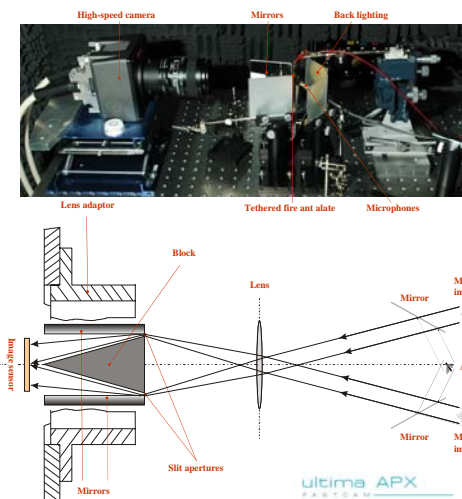 High-speed camera
Mirrors
Back lighting
Lens adaptor
Tethered fire ant alate
Microphones
Block
Lens
Mirror
Image sensor
Mirror
Slit apertures
Mirrors
ultima APX
FASTCAM